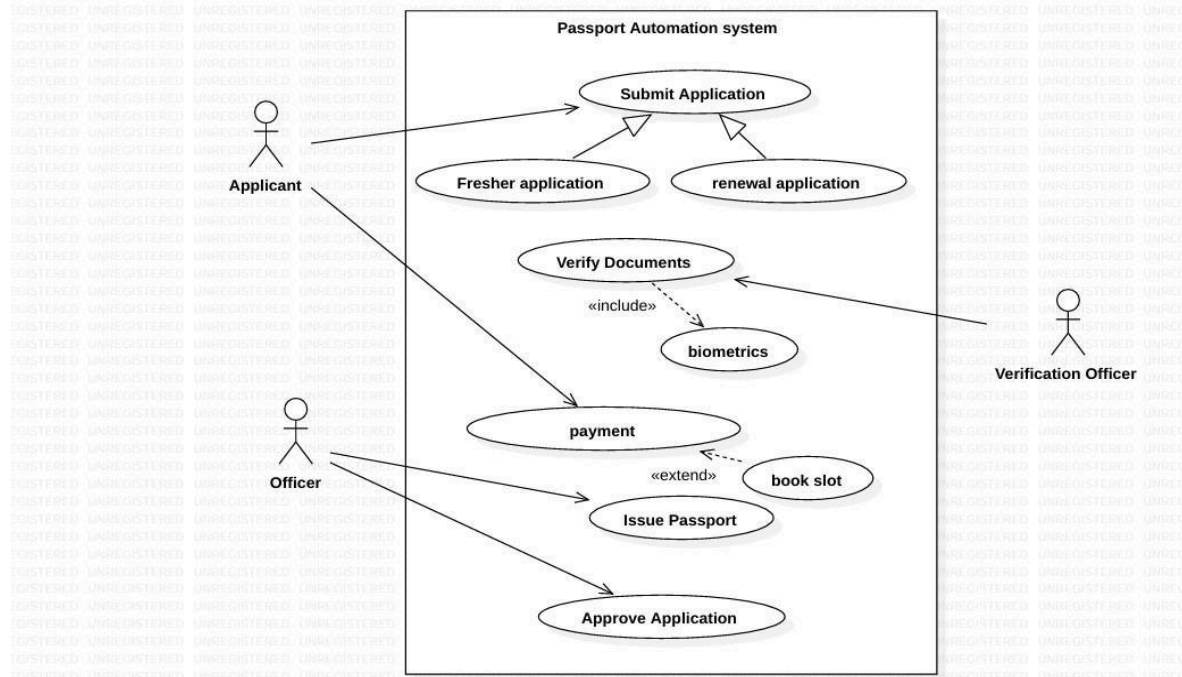 Passport Automation system
Submit Application
Applicant
Fresher application
renewal application
Verify Documents
«include»
biometrics
Verification Officer
payment
«extend»
book slot
Officer
Issue Passport
Approve Application
UNREGISTERED